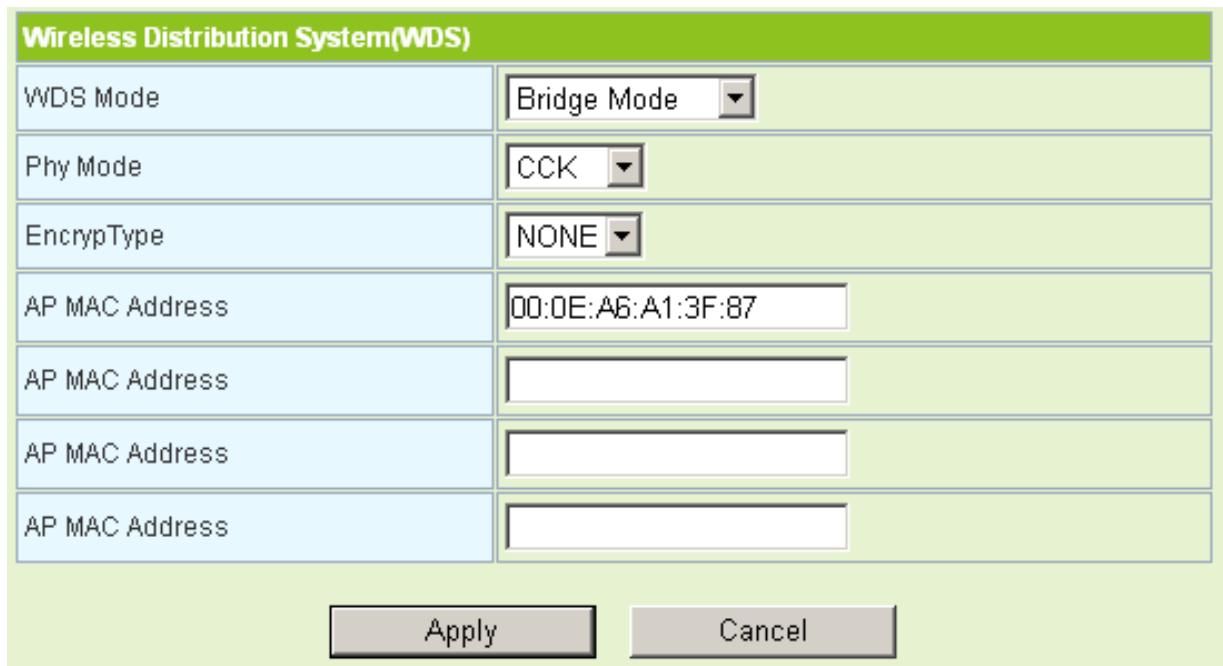 Wireless Distribution System(WDS)
WDS Mode Bridge Mode
Phy Mode CCK
EncrypType NONE
AP MAC Address 00:0E:A6:A1:3F:87
AP MAC Address
AP MAC Address
AP MAC Address
Apply Cancel